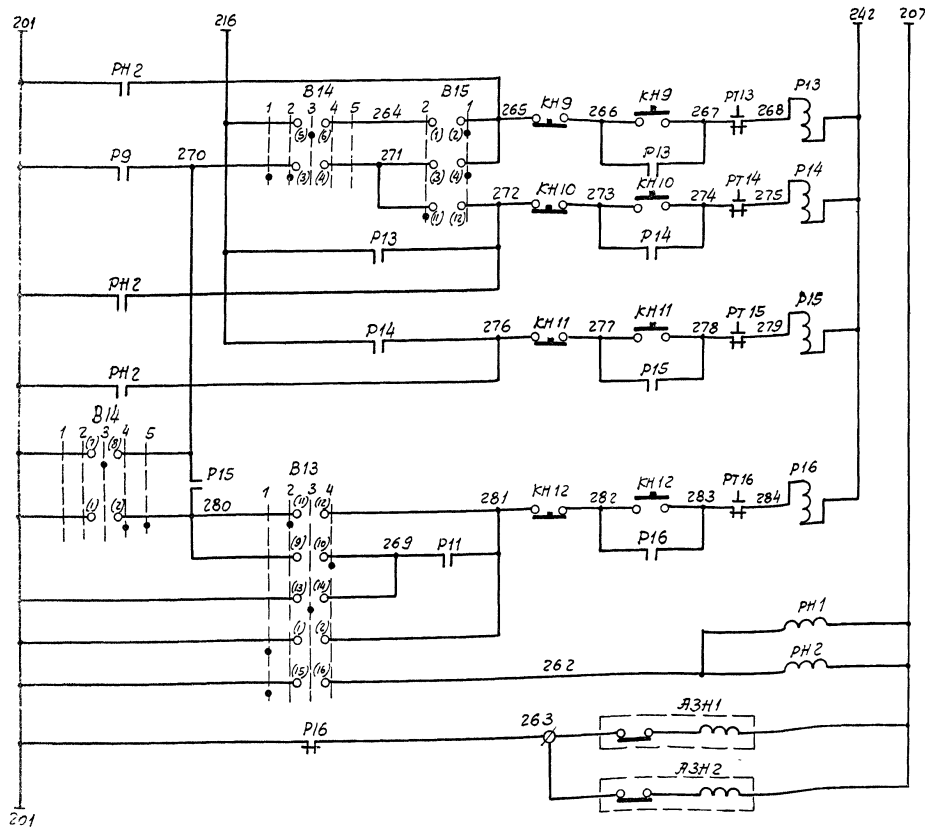 201 216 242 207
РН2
В14 В15
1 2 3 4 5 264 2 1 265 КН9 266 КН9 267 РТ13 268 Р13
(5) (6) (1) (2)
Р13
Р9 270 271 272 КН10 273 КН10 274 РТ14 275 Р14
(3) (4) (3) (4)
(11) (12)
Р13 Р14
РН2
Р14 276 КН11 277 КН11 278 РТ15 279 Р15
РН2 Р15
В14
1 2 3 4 5
(7) (8)
Р15
В13
(1) (2) 280 1 2 3 4 281 КН12 282 КН12 283 РТ16 284 Р16
(11) (12)
(9) (10) 269 Р11 Р16
(13) (14)
(1) (2) РН1
(15) (16) 262 РН2
Р16 263 АЗН1
АЗН2
201